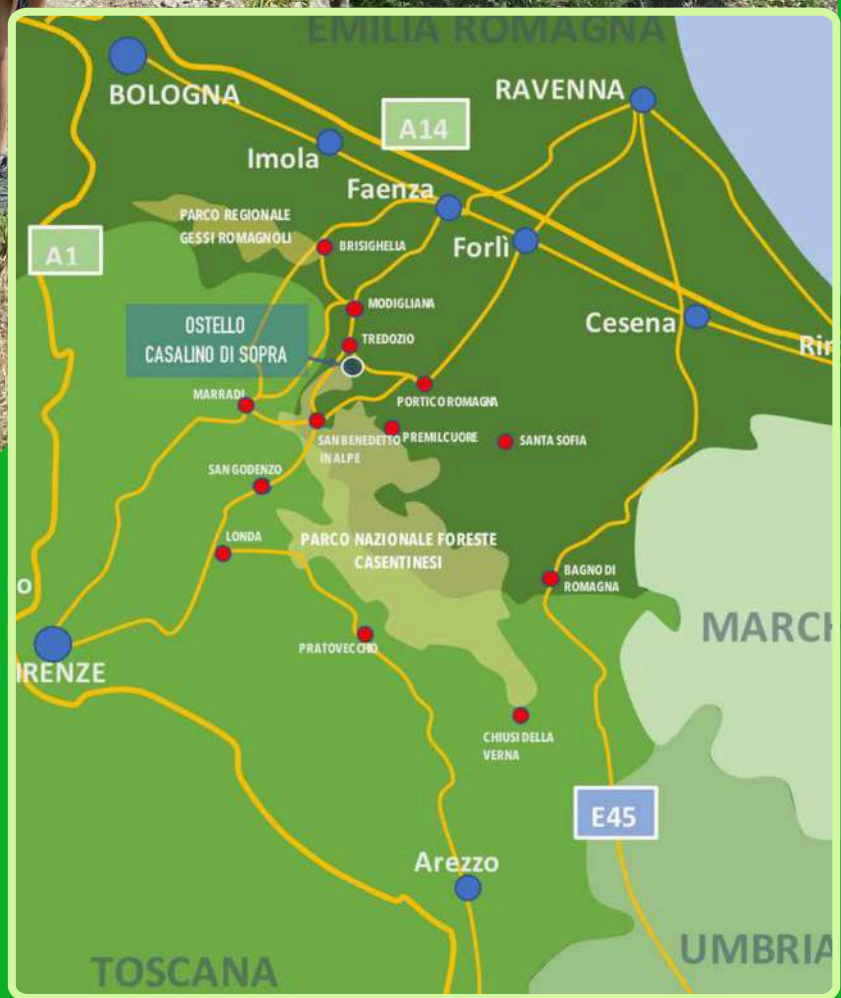 EMILIA ROMAGNA
BOLOGNA
RAVENNA
A14
Imola
Faenza
PARCO REGIONALE
GESSI ROMAGNOLI
BRISIGHELLA
Forlì
A1
MODIGLIANA
OSTELLO
CASALINO DI SOPRA
TREDOZIO
Cesena
Rir
MARRADI
PORTICO ROMAGNA
SAN BENEDETTO
IN ALPE
PREMILCUORE
SANTA SOFIA
SAN GODENZO
LONDA
PARCO NAZIONALE FORESTE
CASENTINESI
BAGNO DI
ROMAGNA
o
MARCH
IRENZE
PRATOVECCHIO
CHIUSI DELLA
VERNA
E45
Arezzo
UMBRIA
TOSCANA